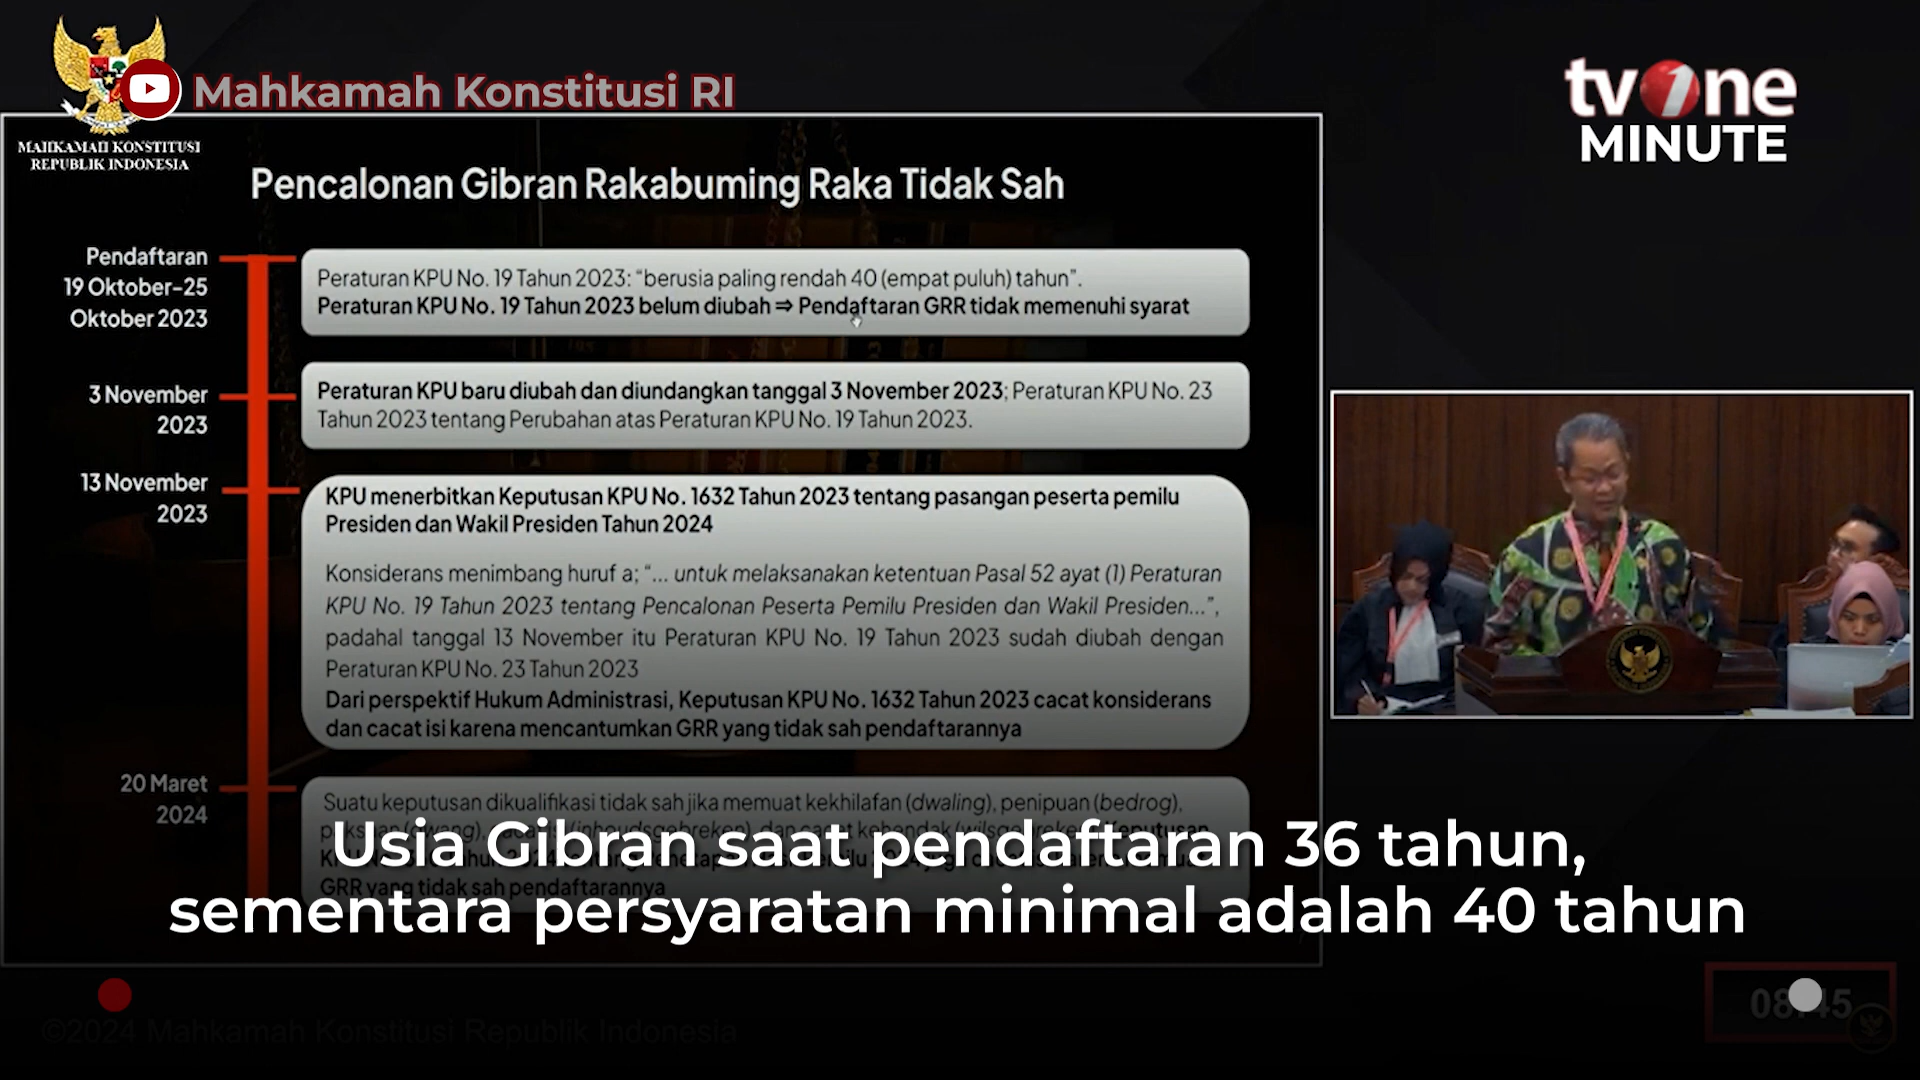 Mahkamah Konstitusi RI
MAHKAMAH KONSTITUSI
REPUBLIK INDONESIA
tvOne
MINUTE
Pencalonan Gibran Rakabuming Raka Tidak Sah
Pendaftaran
19 Oktober-25
Oktober 2023
Peraturan KPU No. 19 Tahun 2023: “berusia paling rendah 40 (empat puluh) tahun”.
Peraturan KPU No. 19 Tahun 2023 belum diubah ⇒ Pendaftaran GRR tidak memenuhi syarat
3 November
2023
Peraturan KPU baru diubah dan diundangkan tanggal 3 November 2023; Peraturan KPU No. 23
Tahun 2023 tentang Perubahan atas Peraturan KPU No. 19 Tahun 2023.
13 November
2023
KPU menerbitkan Keputusan KPU No. 1632 Tahun 2023 tentang pasangan peserta pemilu
Presiden dan Wakil Presiden Tahun 2024
Konsiderans menimbang huruf a; “... untuk melaksanakan ketentuan Pasal 52 ayat (1) Peraturan
KPU No. 19 Tahun 2023 tentang Pencalonan Peserta Pemilu Presiden dan Wakil Presiden...”,
padahal tanggal 13 November itu Peraturan KPU No. 19 Tahun 2023 sudah diubah dengan
Peraturan KPU No. 23 Tahun 2023
Dari perspektif Hukum Administrasi, Keputusan KPU No. 1632 Tahun 2023 cacat konsiderans
dan cacat isi karena mencantumkan GRR yang tidak sah pendaftarannya
20 Maret
2024
Suatu keputusan dikualifikasi tidak sah jika memuat kekhilafan (dwaling), penipuan (bedrog),
GRR yang tidak sah pendaftarannya
Usia Gibran saat pendaftaran 36 tahun,
sementara persyaratan minimal adalah 40 tahun
©2024 Mahkamah Konstitusi Republik Indonesia